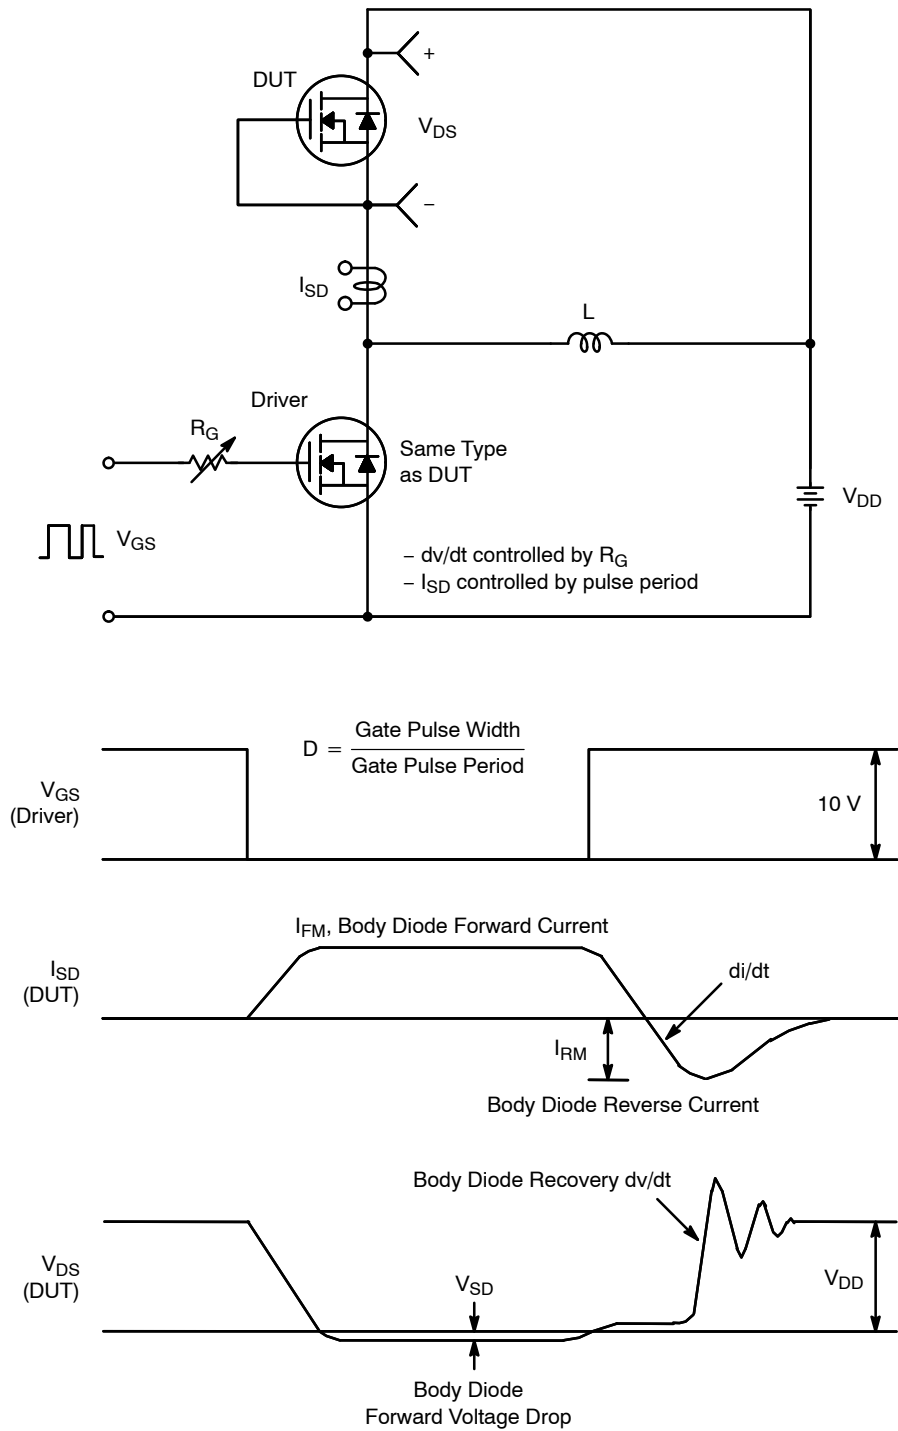 +
DUT
V_DS
–
I_SD
L
Driver
R_G
Same Type
as DUT
V_DD
V_GS
– dv/dt controlled by R_G
– I_SD controlled by pulse period
D = Gate Pulse Width
Gate Pulse Period
V_GS
(Driver)
10 V
I_FM, Body Diode Forward Current
I_SD
(DUT)
di/dt
I_RM
Body Diode Reverse Current
Body Diode Recovery dv/dt
V_DS
(DUT)
V_SD
V_DD
Body Diode
Forward Voltage Drop